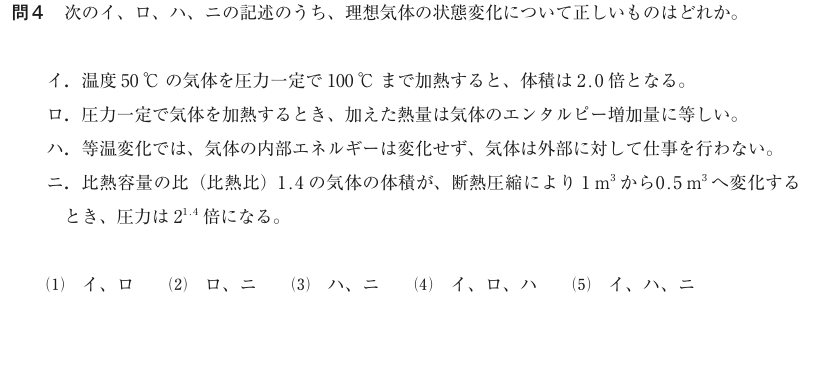 問4 次のイ、ロ、ハ、ニの記述のうち、理想気体の状態変化について正しいものはどれか。
イ．温度 50 ℃ の気体を圧力一定で 100 ℃ まで加熱すると、体積は 2.0 倍となる。
ロ．圧力一定で気体を加熱するとき、加えた熱量は気体のエンタルピー増加量に等しい。
ハ．等温変化では、気体の内部エネルギーは変化せず、気体は外部に対して仕事を行わない。
ニ．比熱容量の比（比熱比）1.4 の気体の体積が、断熱圧縮により 1 m³ から0.5 m³ へ変化する
とき、圧力は 2¹·⁴ 倍になる。
(1) イ、ロ (2) ロ、ニ (3) ハ、ニ (4) イ、ロ、ハ (5) イ、ハ、ニ